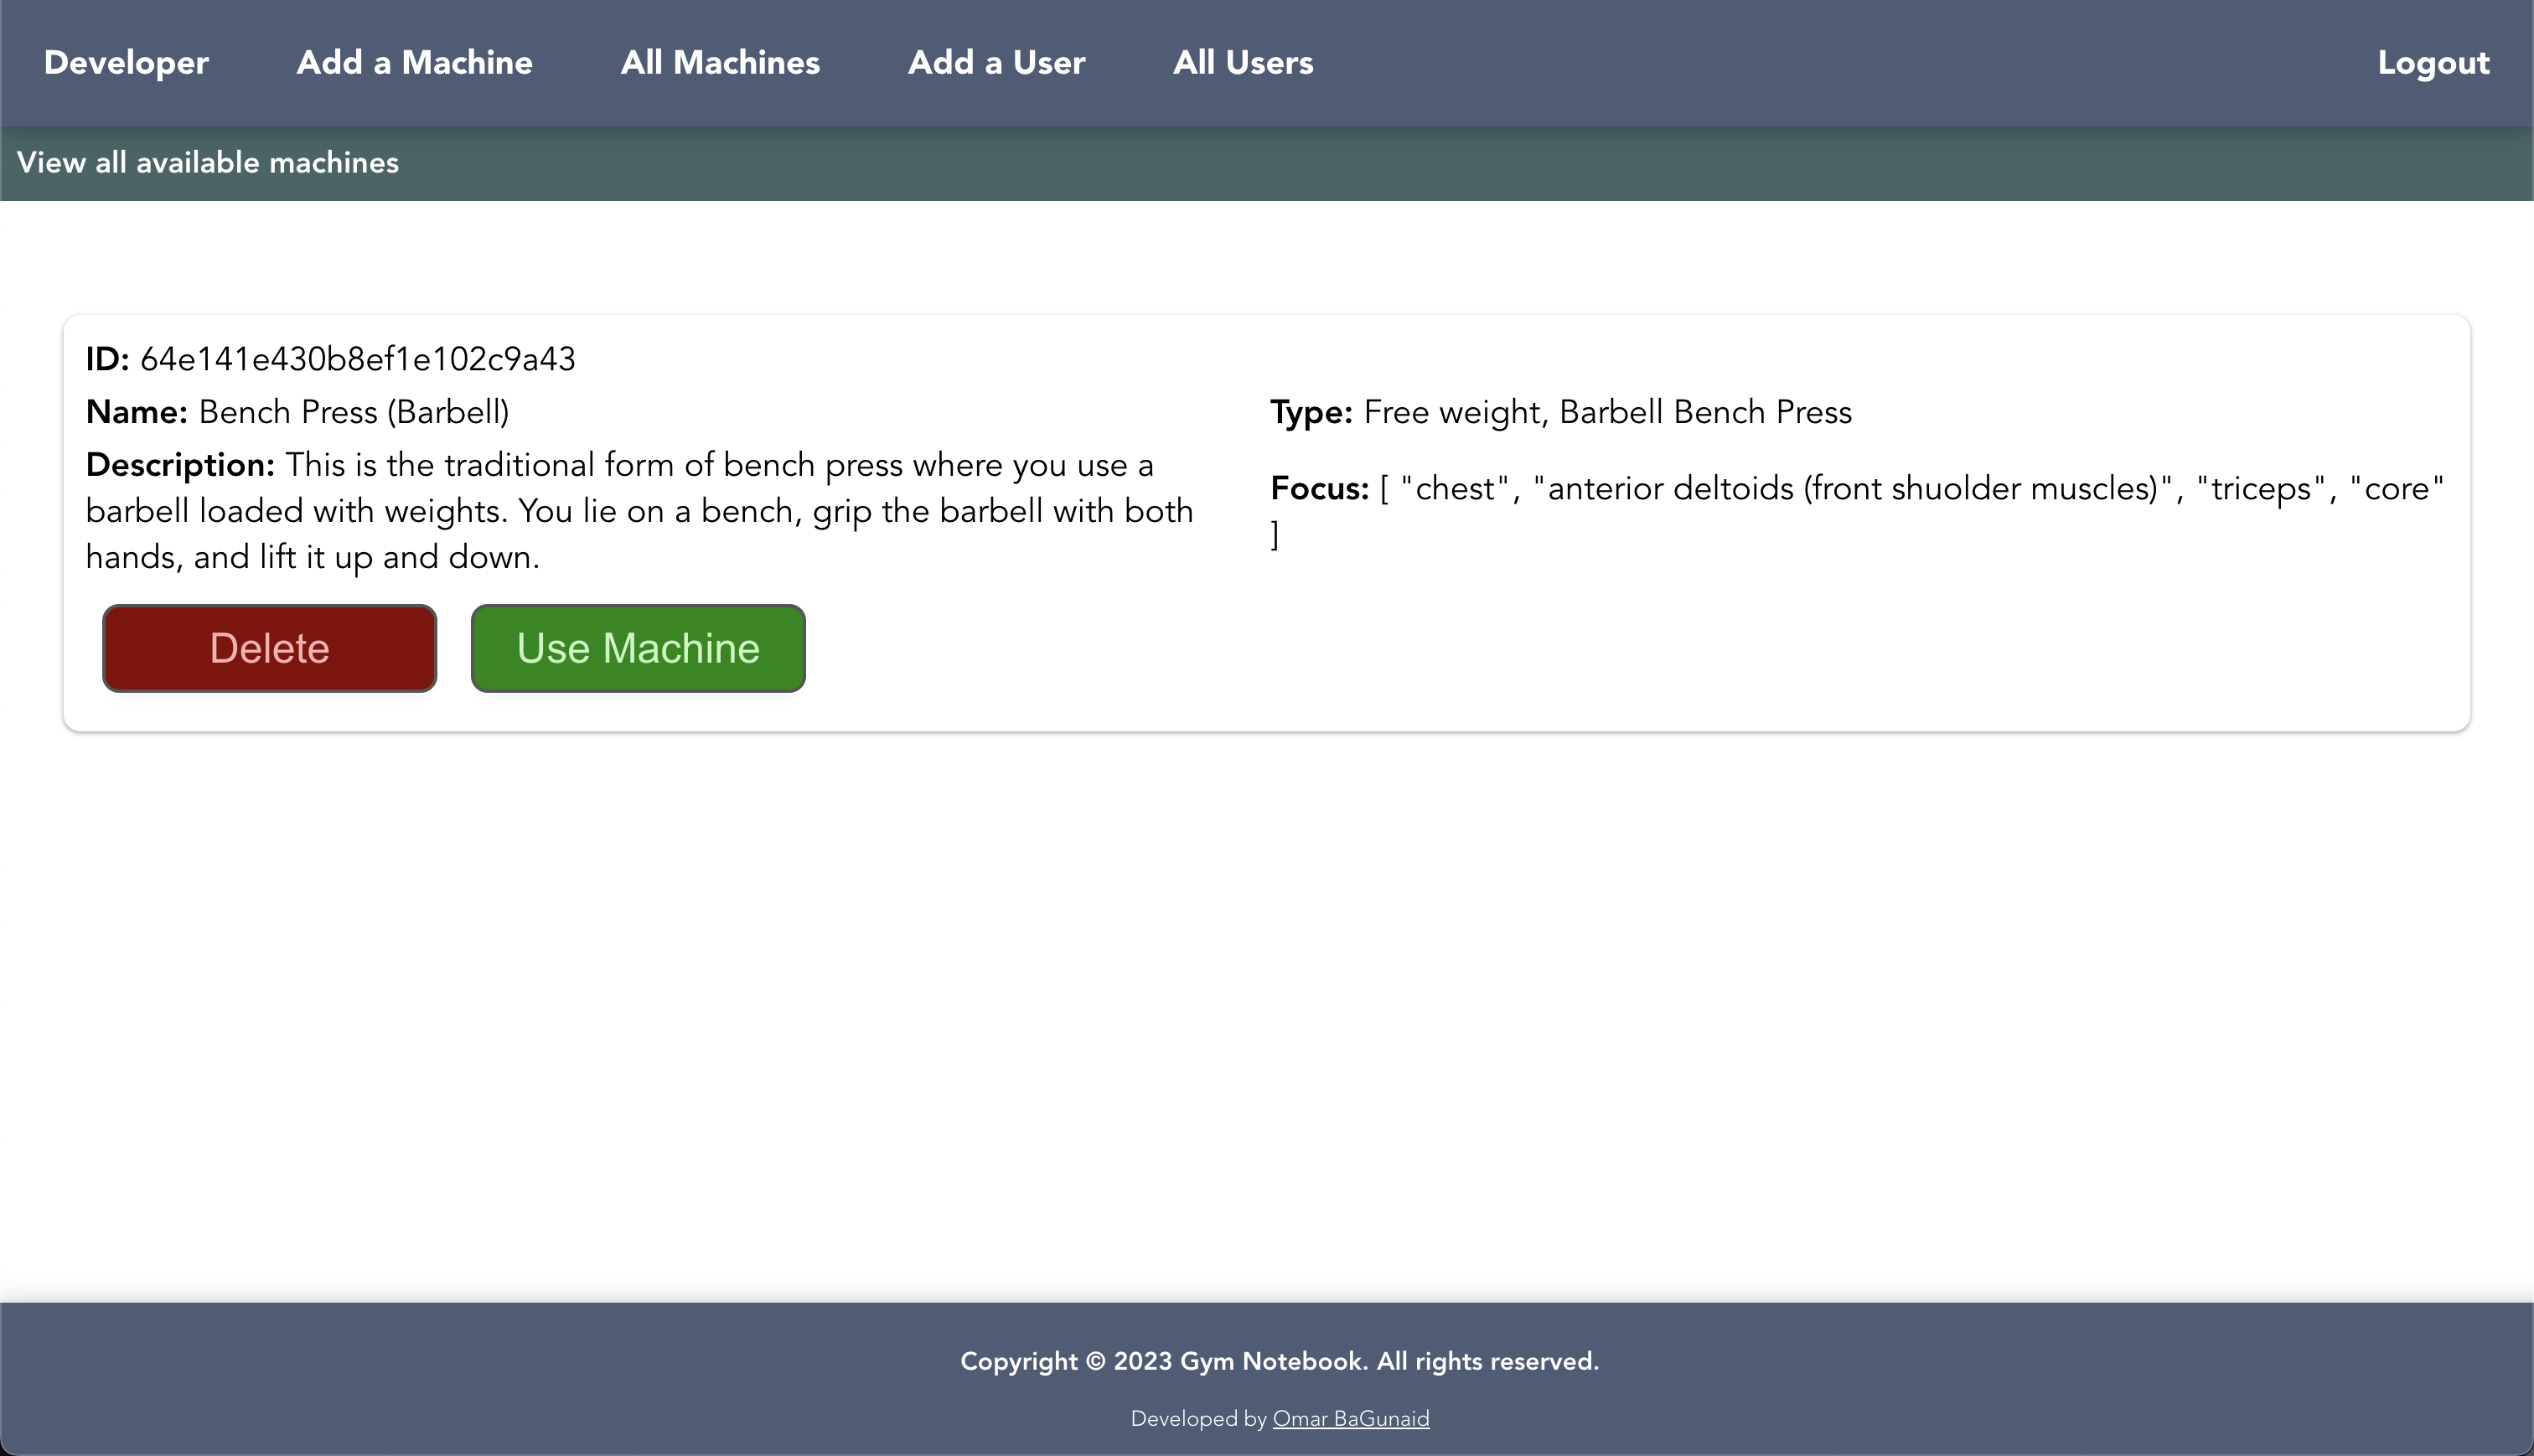 Developer Add a Machine All Machines Add a User All Users Logout
View all available machines
ID: 64e141e430b8ef1e102c9a43
Name: Bench Press (Barbell)
Type: Free weight, Barbell Bench Press
Description: This is the traditional form of bench press where you use a
barbell loaded with weights. You lie on a bench, grip the barbell with both
hands, and lift it up and down.
Focus: [ "chest", "anterior deltoids (front shuolder muscles)", "triceps", "core"
]
Delete
Use Machine
Copyright © 2023 Gym Notebook. All rights reserved.
Developed by Omar BaGunaid